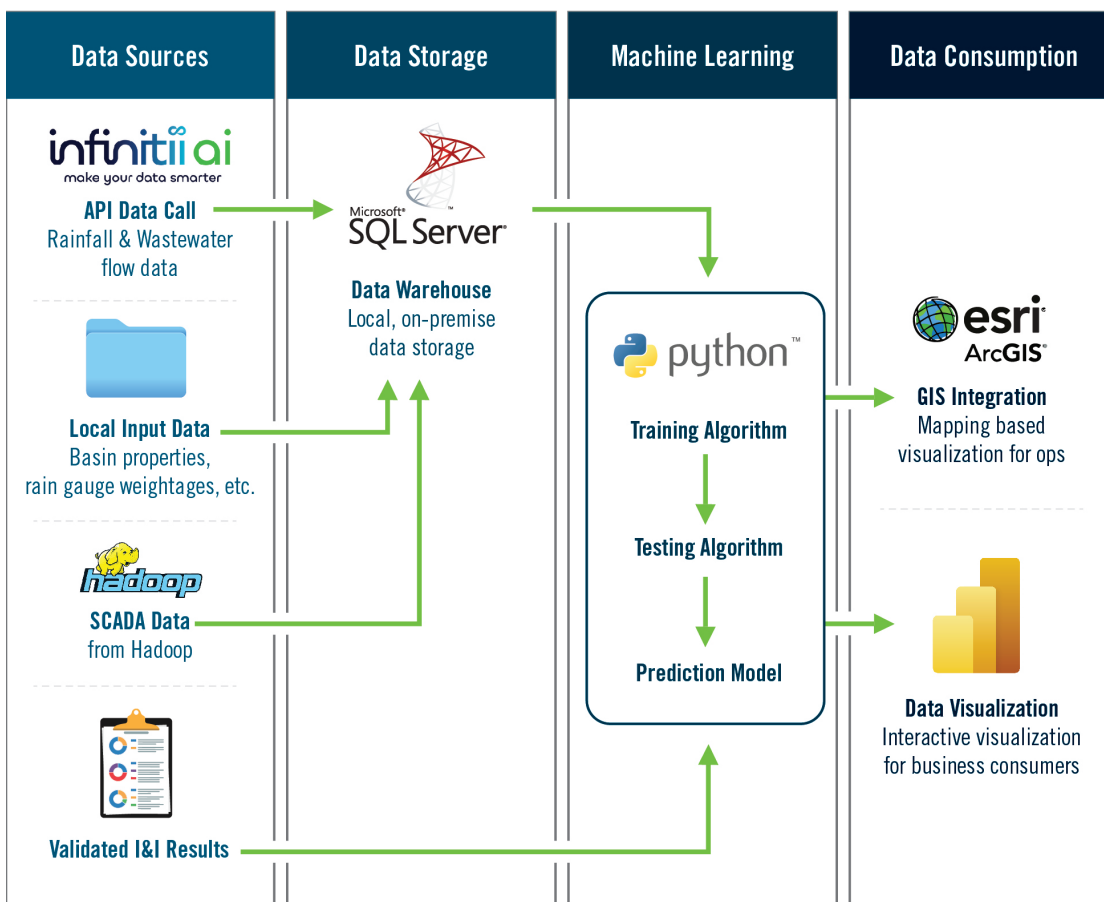 Data Sources
Data Storage
Machine Learning
Data Consumption
infinitii ai
make your data smarter
API Data Call
Rainfall & Wastewater
flow data
Local Input Data
Basin properties,
rain gauge weightages, etc.
hadoop
SCADA Data
from Hadoop
Validated I&I Results
Microsoft®
SQL Server®
™
Data Warehouse
Local, on-premise
data storage
python™
Training Algorithm
Testing Algorithm
Prediction Model
esri®
ArcGIS®
GIS Integration
Mapping based
visualization for ops
Data Visualization
Interactive visualization
for business consumers